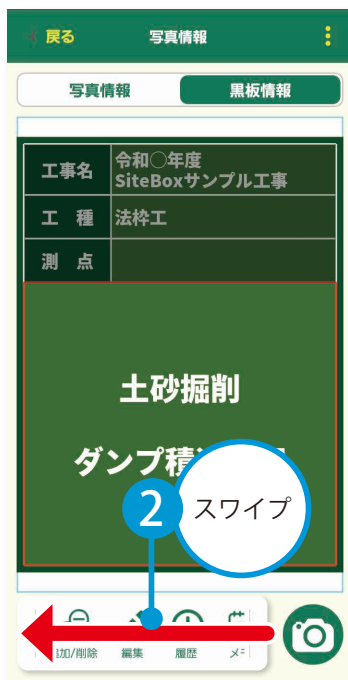 戻る
写真情報
写真情報
黒板情報
工事名
令和○年度
SiteBoxサンプル工事
工 種
法枠工
測 点
土砂掘削
ダンプ積
2
スワイプ
加/削除
編集
履歴
メ